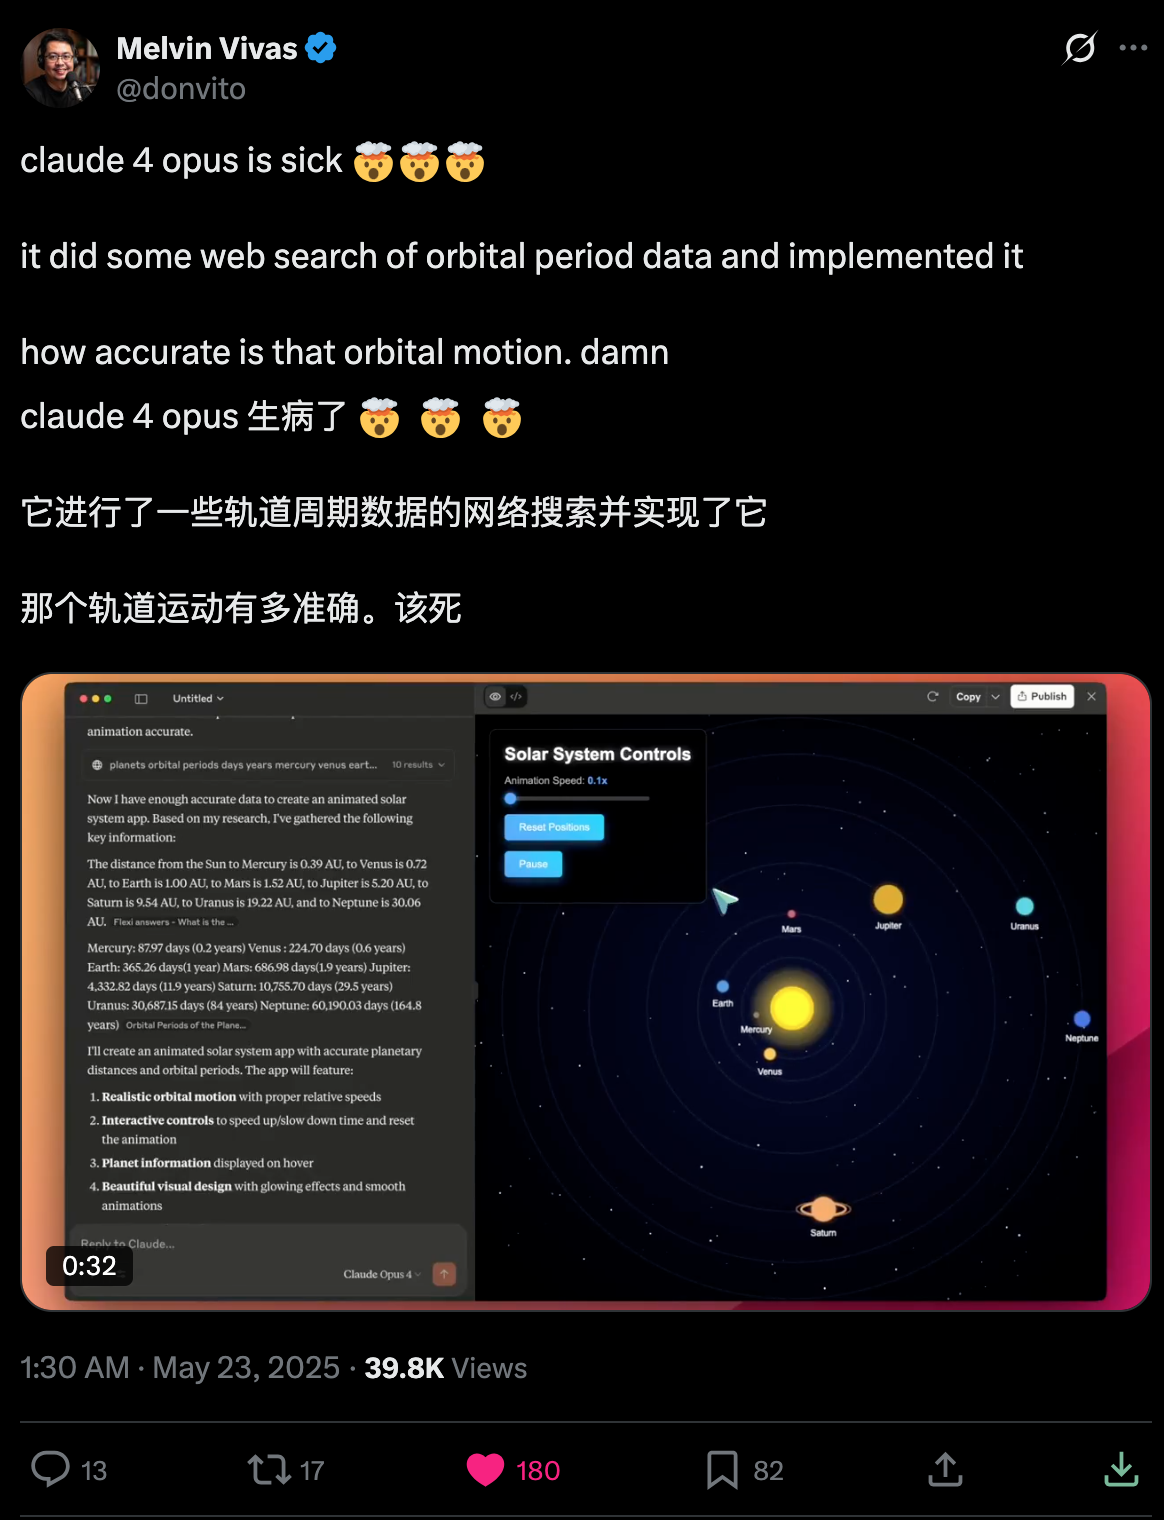 Melvin Vivas
@donvito
claude 4 opus is sick 🤯🤯🤯
it did some web search of orbital period data and implemented it
how accurate is that orbital motion. damn
claude 4 opus 生病了 🤯 🤯 🤯
它进行了一些轨道周期数据的网络搜索并实现了它
那个轨道运动有多准确。该死
Untitled
animation accurate.
planets orbital periods days years mercury venus eart... 10 results
Now I have enough accurate data to create an animated solar
system app. Based on my research, I've gathered the following
key information:
The distance from the Sun to Mercury is 0.39 AU, to Venus is 0.72
AU, to Earth is 1.00 AU, to Mars is 1.52 AU, to Jupiter is 5.20 AU, to
Saturn is 9.54 AU, to Uranus is 19.22 AU, and to Neptune is 30.06
AU. Flexi answers - What is the ...
Mercury: 87.97 days (0.2 years) Venus : 224.70 days (0.6 years)
Earth: 365.26 days(1 year) Mars: 686.98 days(1.9 years) Jupiter:
4,332.82 days (11.9 years) Saturn: 10,755.70 days (29.5 years)
Uranus: 30,687.15 days (84 years) Neptune: 60,190.03 days (164.8
years) Orbital Periods of the Plane...
I'll create an animated solar system app with accurate planetary
distances and orbital periods. The app will feature:
1. Realistic orbital motion with proper relative speeds
2. Interactive controls to speed up/slow down time and reset
the animation
3. Planet information displayed on hover
4. Beautiful visual design with glowing effects and smooth
animations
Reply to Claude...
0:32
Claude Opus 4
</> Copy Publish
Solar System Controls
Animation Speed: 0.1x
Reset Positions
Pause
Mars
Jupiter
Uranus
Earth
Mercury
Neptune
Venus
Saturn
1:30 AM · May 23, 2025 · 39.8K Views
13 17 180 82